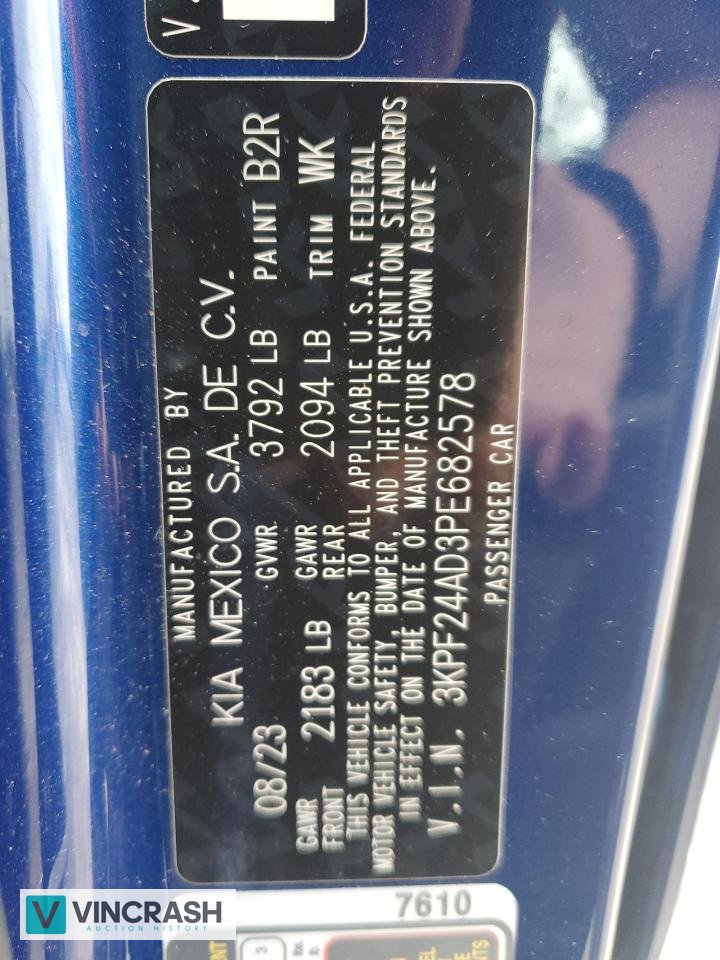 V.
MANUFACTURED BY
KIA MEXICO S.A. DE C.V.
08/23 GVWR 3792 LB PAINT B2R
GAWR FRONT 2183 LB GAWR REAR 2094 LB TRIM WK
THIS VEHICLE CONFORMS TO ALL APPLICABLE U.S.A. FEDERAL
MOTOR VEHICLE SAFETY, BUMPER, AND THEFT PREVENTION STANDARDS
IN EFFECT ON THE DATE OF MANUFACTURE SHOWN ABOVE.
V.I.N. 3KPF24AD3PE682578
PASSENGER CAR
7610
VINCRASH
AUCTION HISTORY